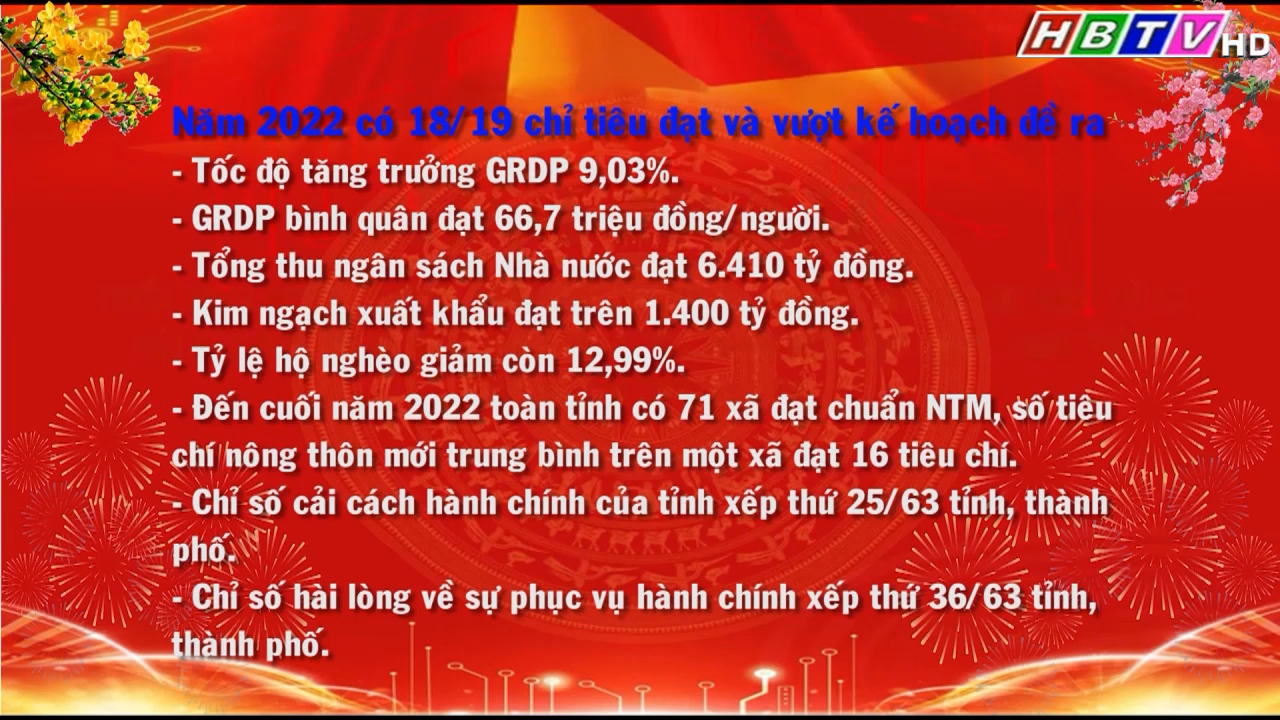 HBTV HD
Năm 2022 có 18/19 chỉ tiêu đạt và vượt kế hoạch đề ra
- Tốc độ tăng trưởng GRDP 9,03%.
- GRDP bình quân đạt 66,7 triệu đồng/người.
- Tổng thu ngân sách Nhà nước đạt 6.410 tỷ đồng.
- Kim ngạch xuất khẩu đạt trên 1.400 tỷ đồng.
- Tỷ lệ hộ nghèo giảm còn 12,99%.
- Đến cuối năm 2022 toàn tỉnh có 71 xã đạt chuẩn NTM, số tiêu
chí nông thôn mới trung bình trên một xã đạt 16 tiêu chí.
- Chỉ số cải cách hành chính của tỉnh xếp thứ 25/63 tỉnh, thành
phố.
- Chỉ số hài lòng về sự phục vụ hành chính xếp thứ 36/63 tỉnh,
thành phố.